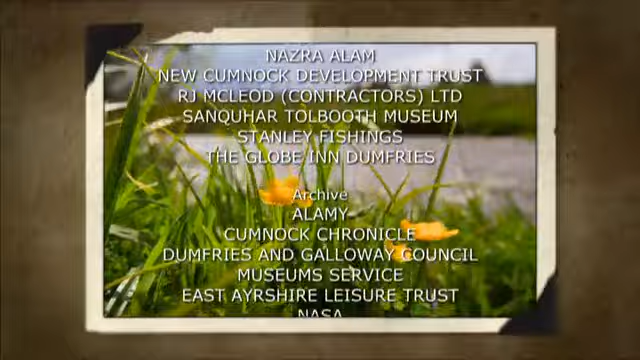 NAZRA ALAM
NEW CUMNOCK DEVELOPMENT TRUST
RJ MCLEOD (CONTRACTORS) LTD
SANQUHAR TOLBOOTH MUSEUM
STANLEY FISHINGS
THE GLOBE INN DUMFRIES
Archive
ALAMY
CUMNOCK CHRONICLE
DUMFRIES AND GALLOWAY COUNCIL
MUSEUMS SERVICE
EAST AYRSHIRE LEISURE TRUST
NASA